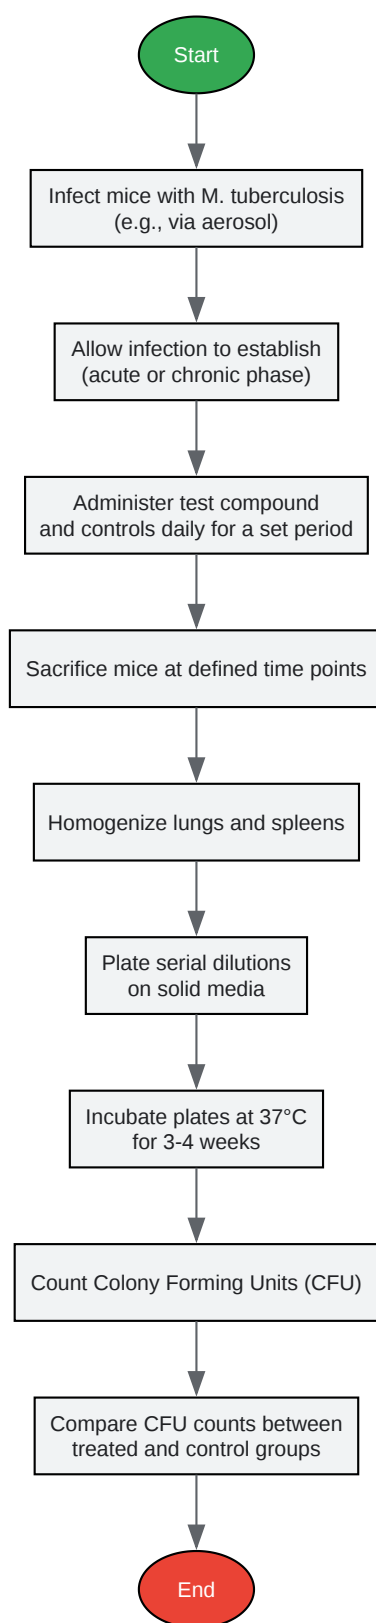 Start
Infect mice with M. tuberculosis
(e.g., via aerosol)
Allow infection to establish
(acute or chronic phase)
Administer test compound
and controls daily for a set period
Sacrifice mice at defined time points
Homogenize lungs and spleens
Plate serial dilutions
on solid media
Incubate plates at 37°C
for 3-4 weeks
Count Colony Forming Units (CFU)
Compare CFU counts between
treated and control groups
End